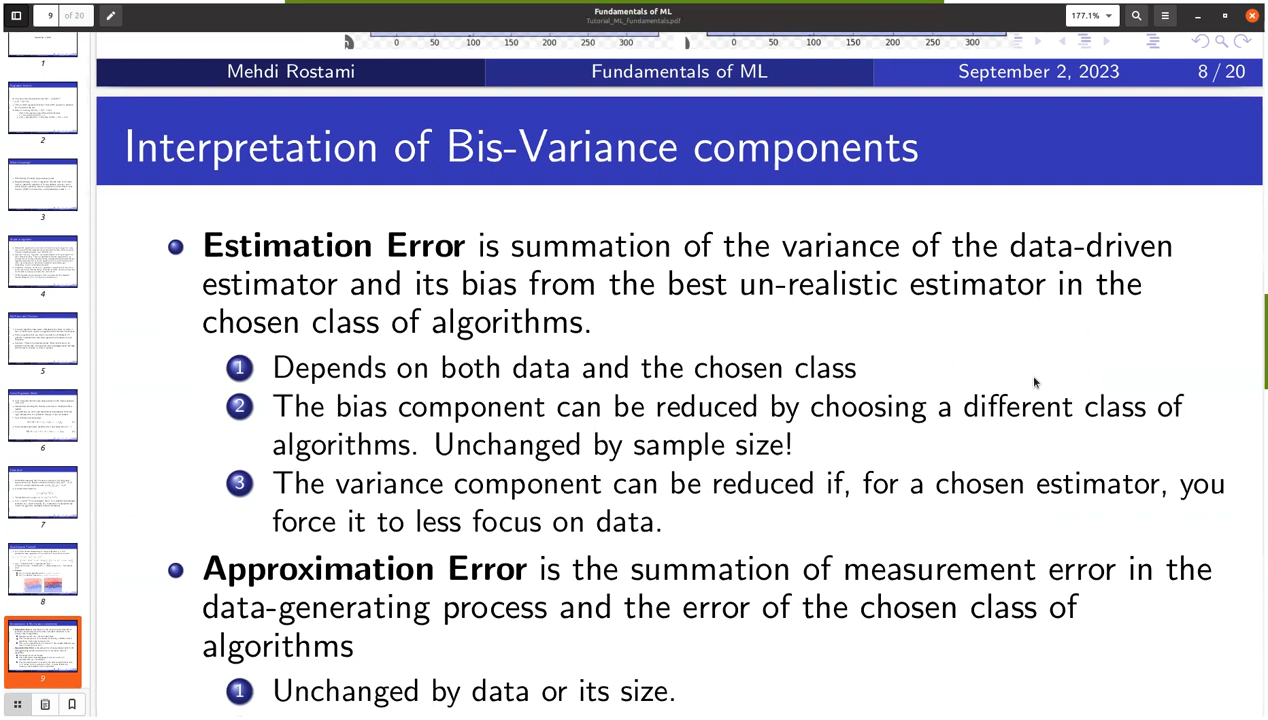 Fundamentals of ML
Tutorial_ML_fundamentals.pdf
9 of 20
177.1%
0 50 100 150 200 250 300 0 50 100 150 200 250 300
Mehdi Rostami Fundamentals of ML September 2, 2023 8 / 20
Interpretation of Bis-Variance components
Estimation Error is summation of the variance of the data-driven
estimator and its bias from the best un-realistic estimator in the
chosen class of algorithms.
1 Depends on both data and the chosen class
2 The bias component can be reduced by choosing a different class of
algorithms. Unchanged by sample size!
3 The variance component can be reduced if, for a chosen estimator, you
force it to less focus on data.
Approximation Error is the summation of measurement error in the
data-generating process and the error of the chosen class of
algorithms
1 Unchanged by data or its size.
1
2
3
4
5
6
7
8
9